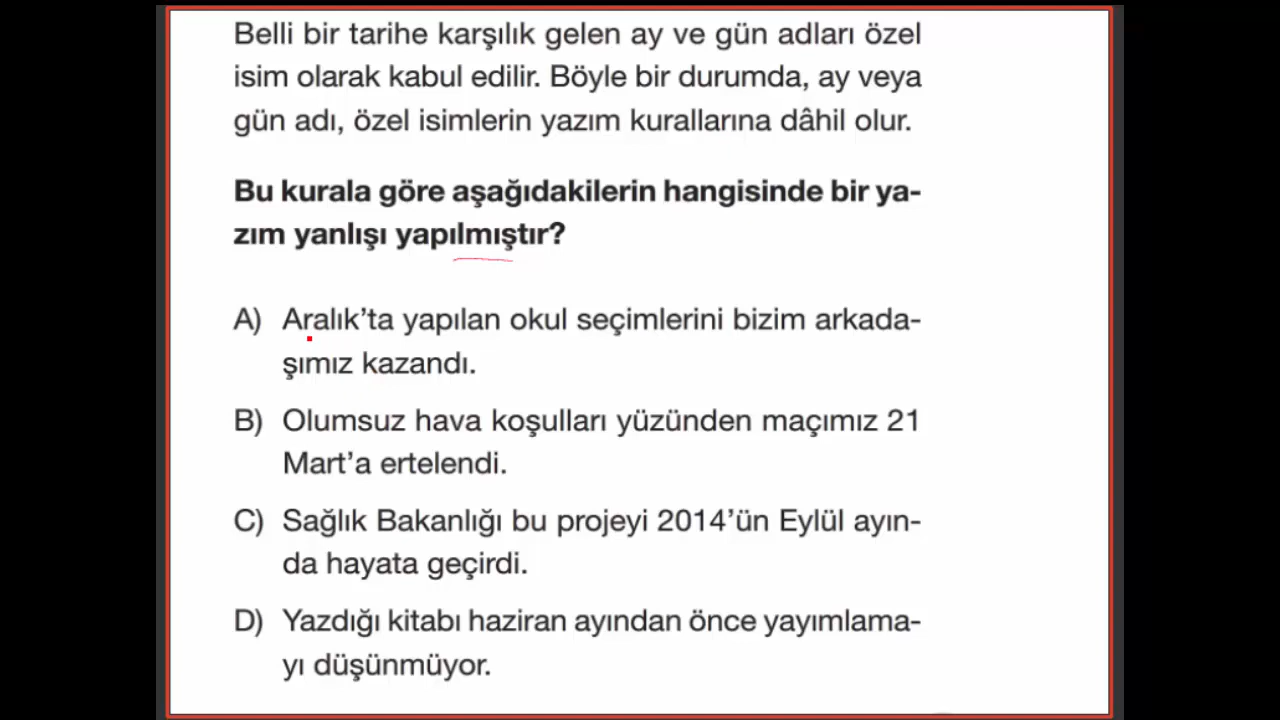 Belli bir tarihe karşılık gelen ay ve gün adları özel
isim olarak kabul edilir. Böyle bir durumda, ay veya
gün adı, özel isimlerin yazım kurallarına dâhil olur.
Bu kurala göre aşağıdakilerin hangisinde bir ya-
zım yanlışı yapılmıştır?
A) Aralık’ta yapılan okul seçimlerini bizim arkada-
şımız kazandı.
B) Olumsuz hava koşulları yüzünden maçımız 21
Mart’a ertelendi.
C) Sağlık Bakanlığı bu projeyi 2014’ün Eylül ayın-
da hayata geçirdi.
D) Yazdığı kitabı haziran ayından önce yayımlama-
yı düşünmüyor.